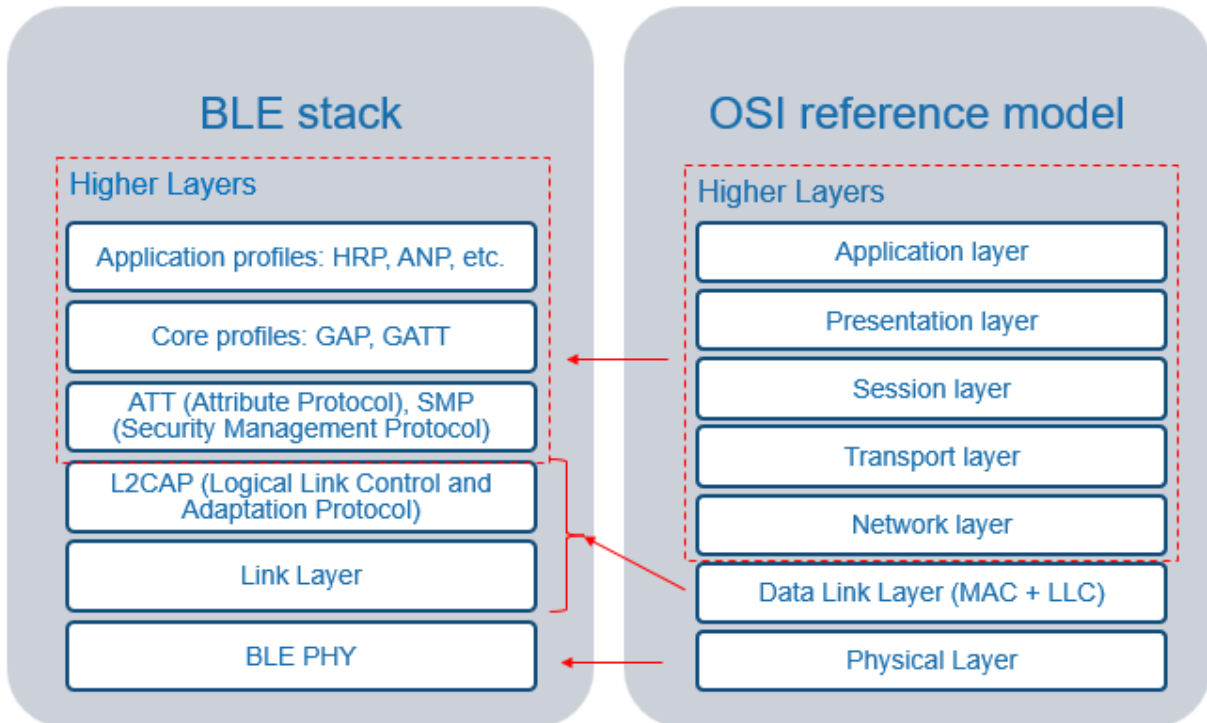 BLE stack
Higher Layers
Application profiles: HRP, ANP, etc.
Core profiles: GAP, GATT
ATT (Attribute Protocol), SMP
(Security Management Protocol)
L2CAP (Logical Link Control and
Adaptation Protocol)
Link Layer
BLE PHY
OSI reference model
Higher Layers
Application layer
Presentation layer
Session layer
Transport layer
Network layer
Data Link Layer (MAC + LLC)
Physical Layer